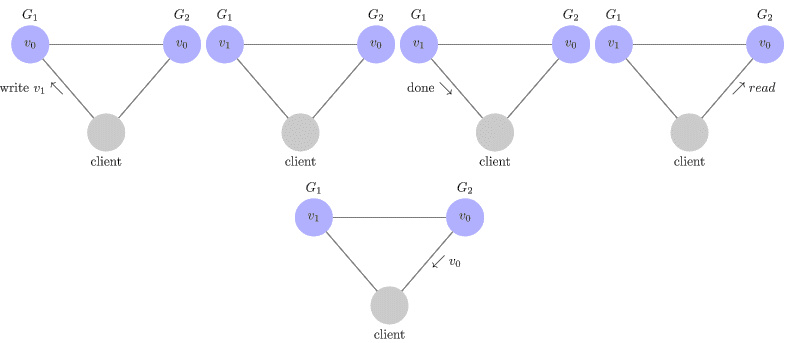 G₁ G₂ G₁ G₂ G₁ G₂ G₁ G₂
v₀ v₀ v₁ v₀ v₁ v₀ v₁ v₀
write v₁ ↖ done ↘ ↗ read
client client client client
G₁ G₂
v₁ v₀
↙ v₀
client